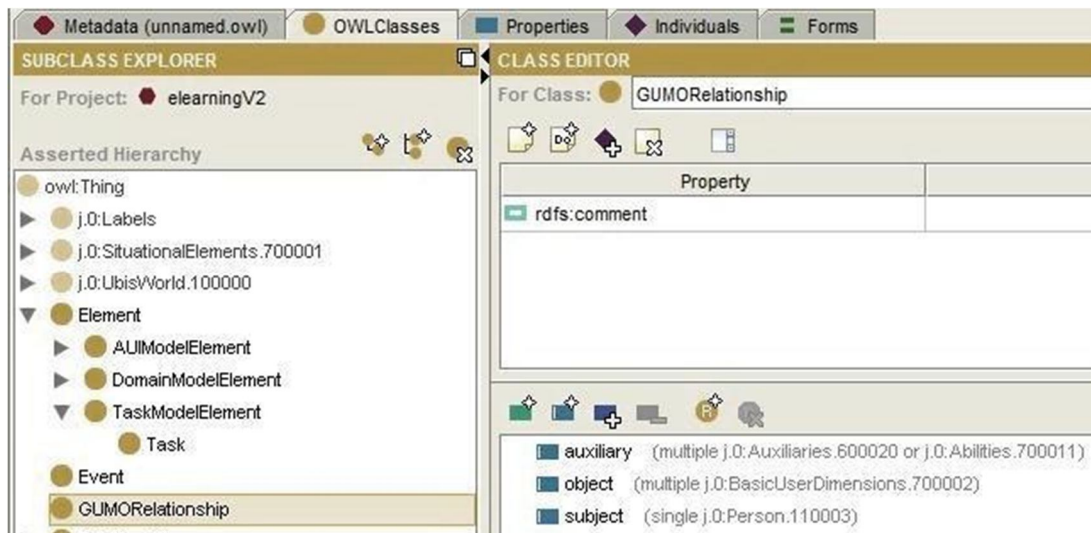 Metadata (unnamed.owl) OWLClasses Properties Individuals Forms
SUBCLASS EXPLORER
For Project: elearningV2
Asserted Hierarchy
owl:Thing
j.0:Labels
j.0:SituationalElements.700001
j.0:UbisWorld.100000
Element
AUIModelElement
DomainModelElement
TaskModelElement
Task
Event
GUMORelationship
CLASS EDITOR
For Class: GUMORelationship
Property
rdfs:comment
auxiliary (multiple j.0:Auxiliaries.600020 or j.0:Abilities.700011)
object (multiple j.0:BasicUserDimensions.700002)
subject (single j.0:Person.110003)